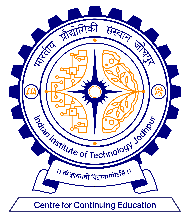 भारतीय प्रौद्योगिकी संस्थान जोधपुर
Indian Institute of Technology Jodhpur
Centre for Continuing Education